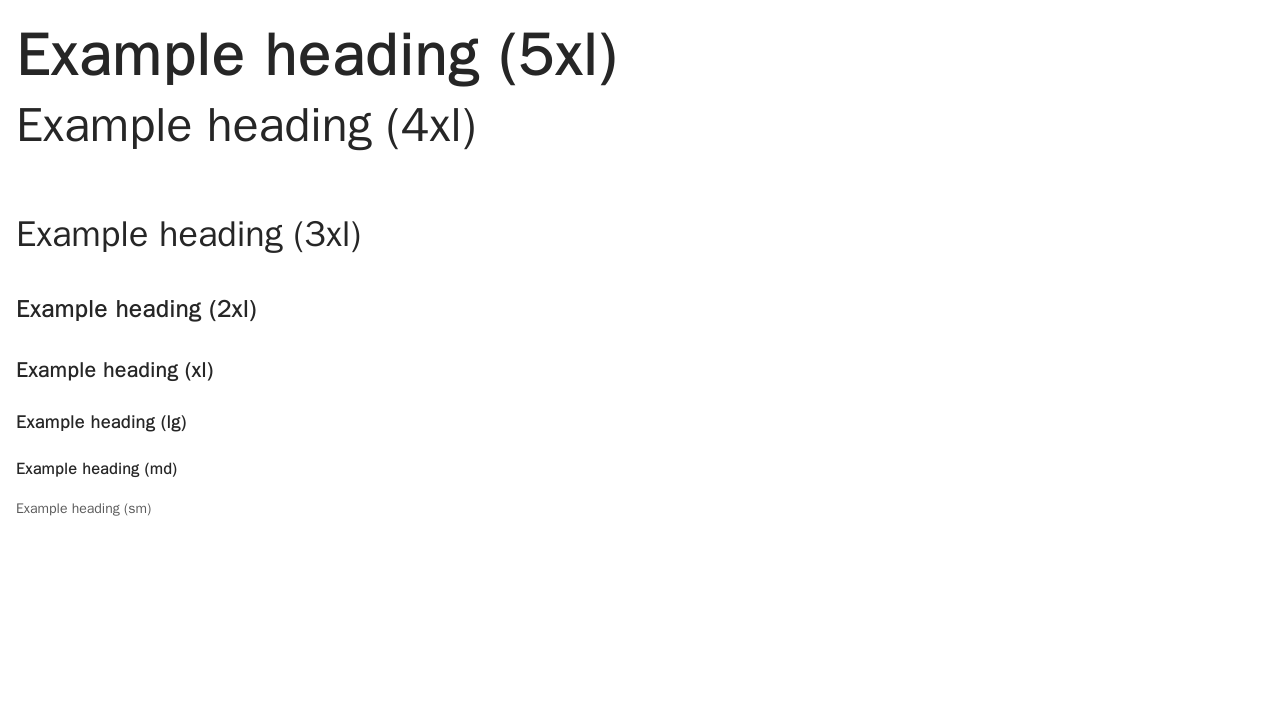 Example heading (5xl)
Example heading (4xl)
Example heading (3xl)
Example heading (2xl)
Example heading (xl)
Example heading (lg)
Example heading (md)
Example heading (sm)